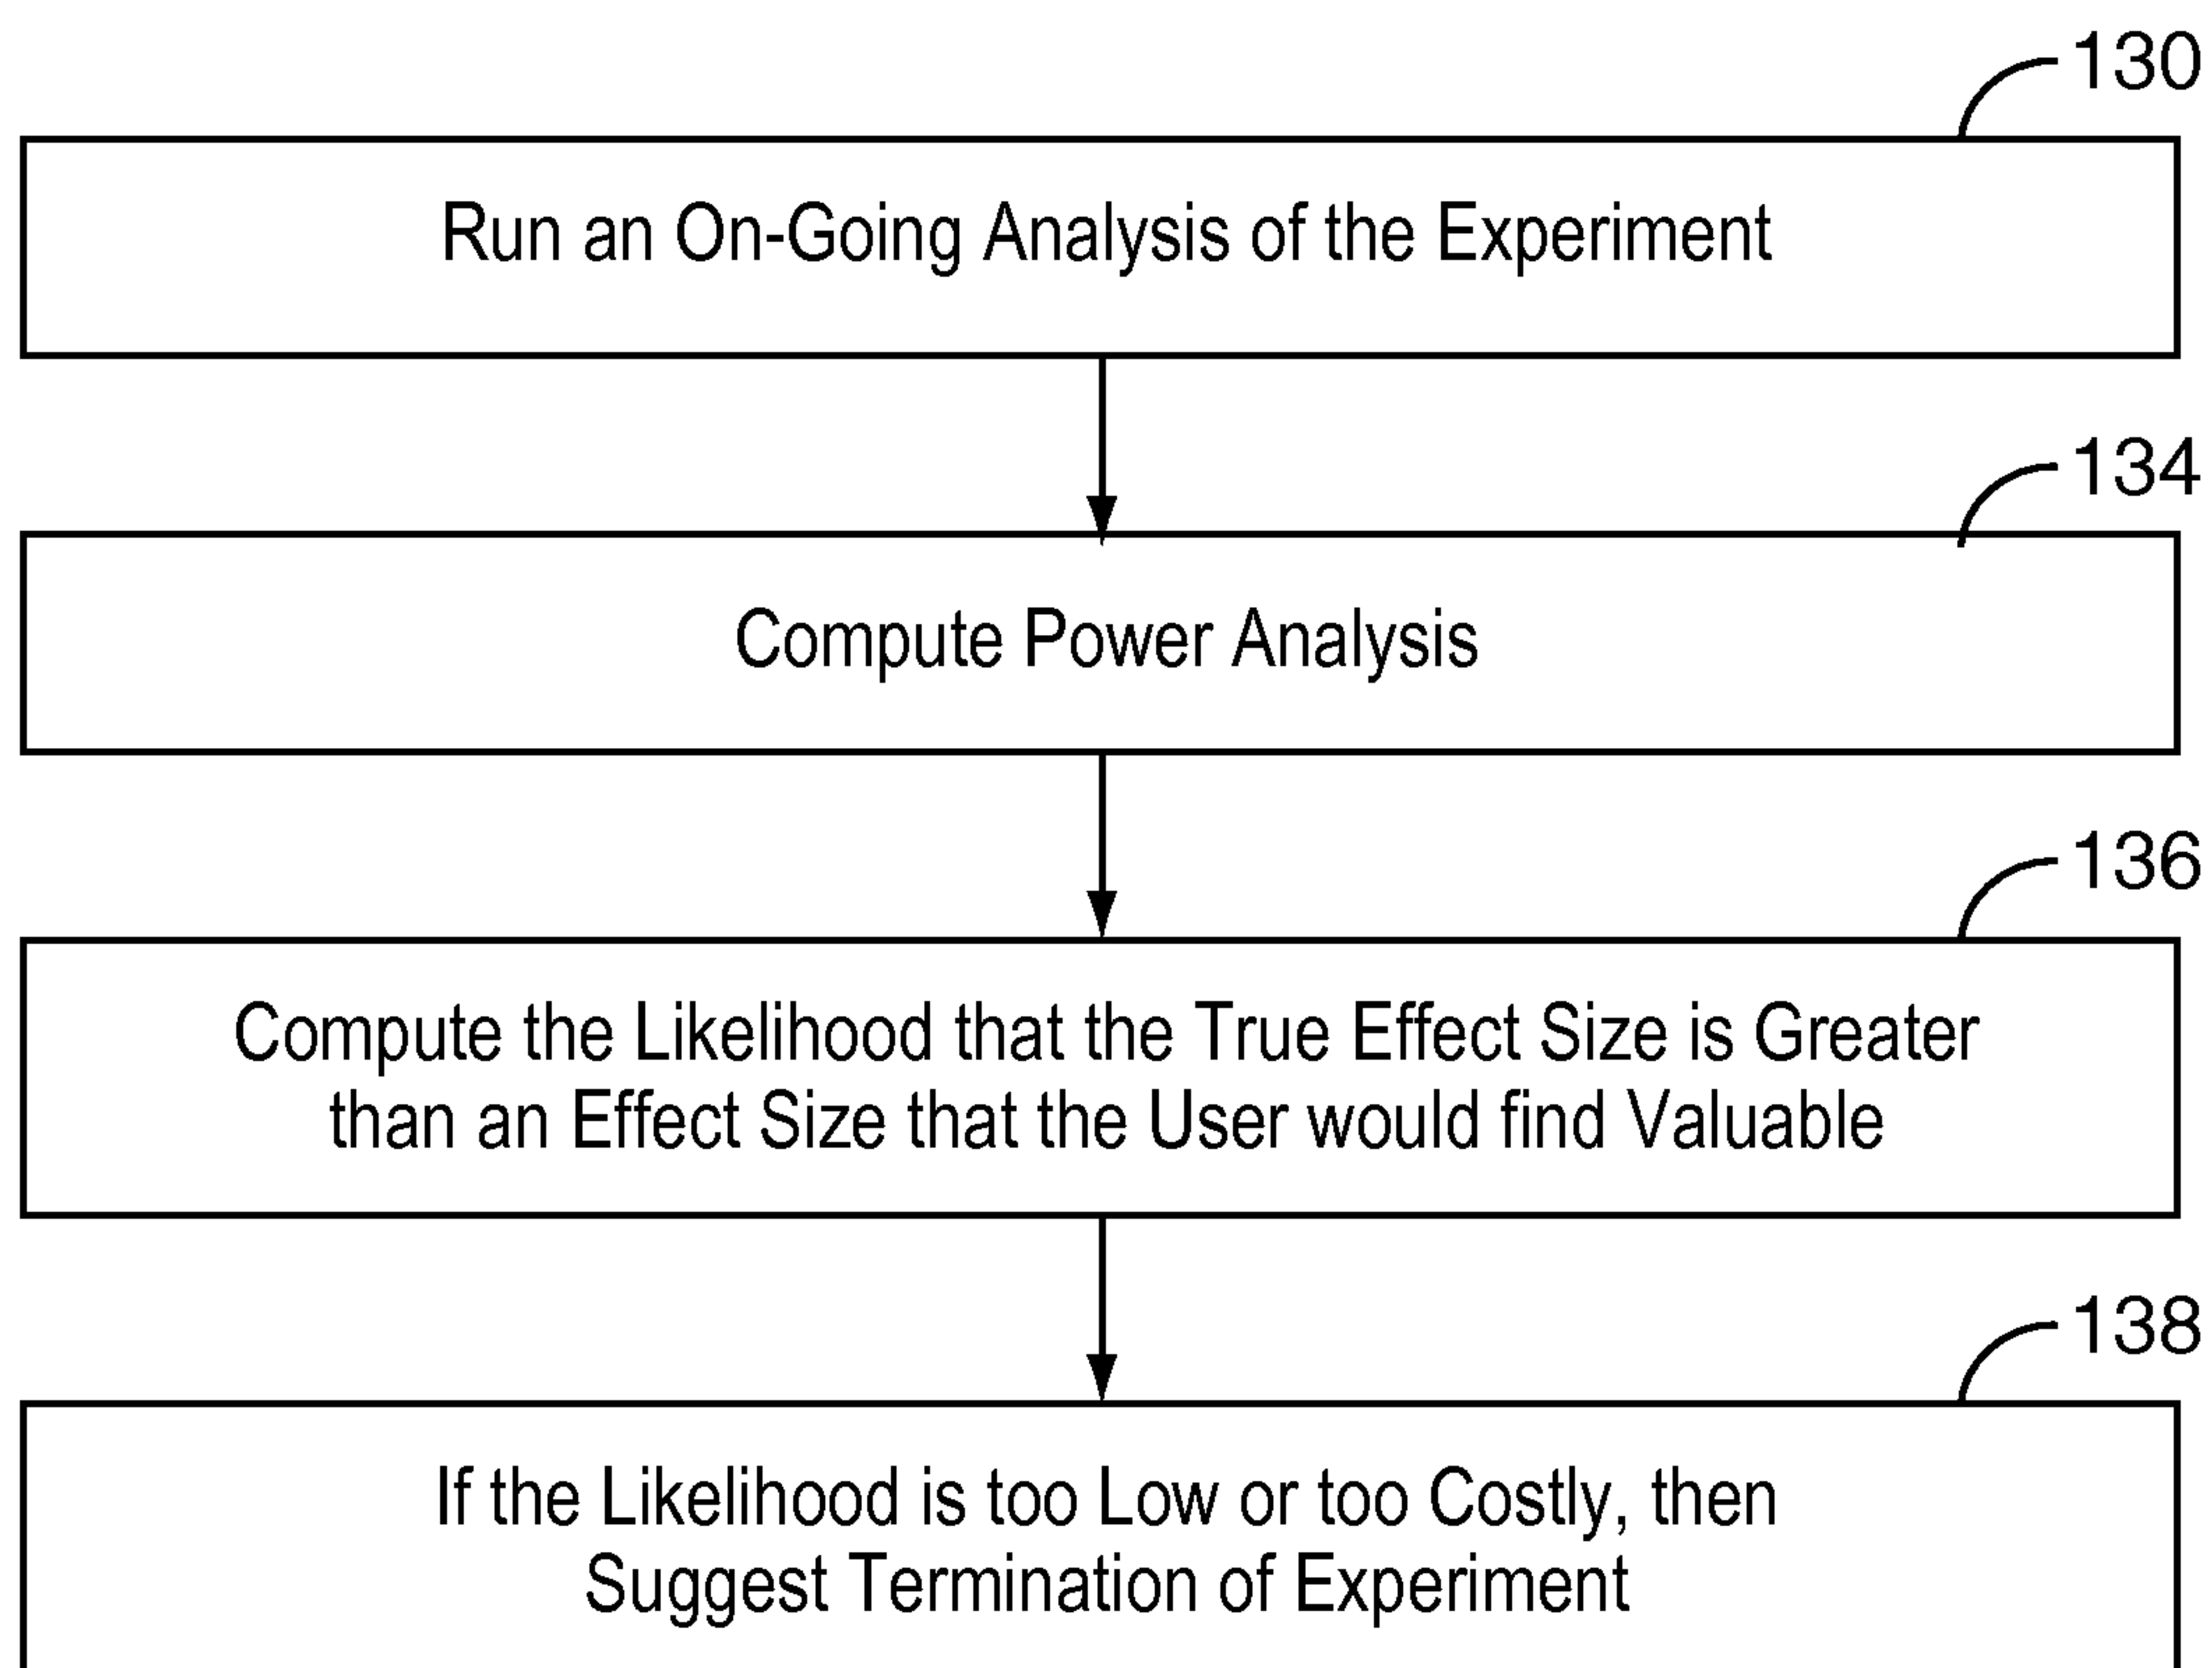 130
Run an On-Going Analysis of the Experiment
134
Compute Power Analysis
136
Compute the Likelihood that the True Effect Size is Greater
than an Effect Size that the User would find Valuable
138
If the Likelihood is too Low or too Costly, then
Suggest Termination of Experiment